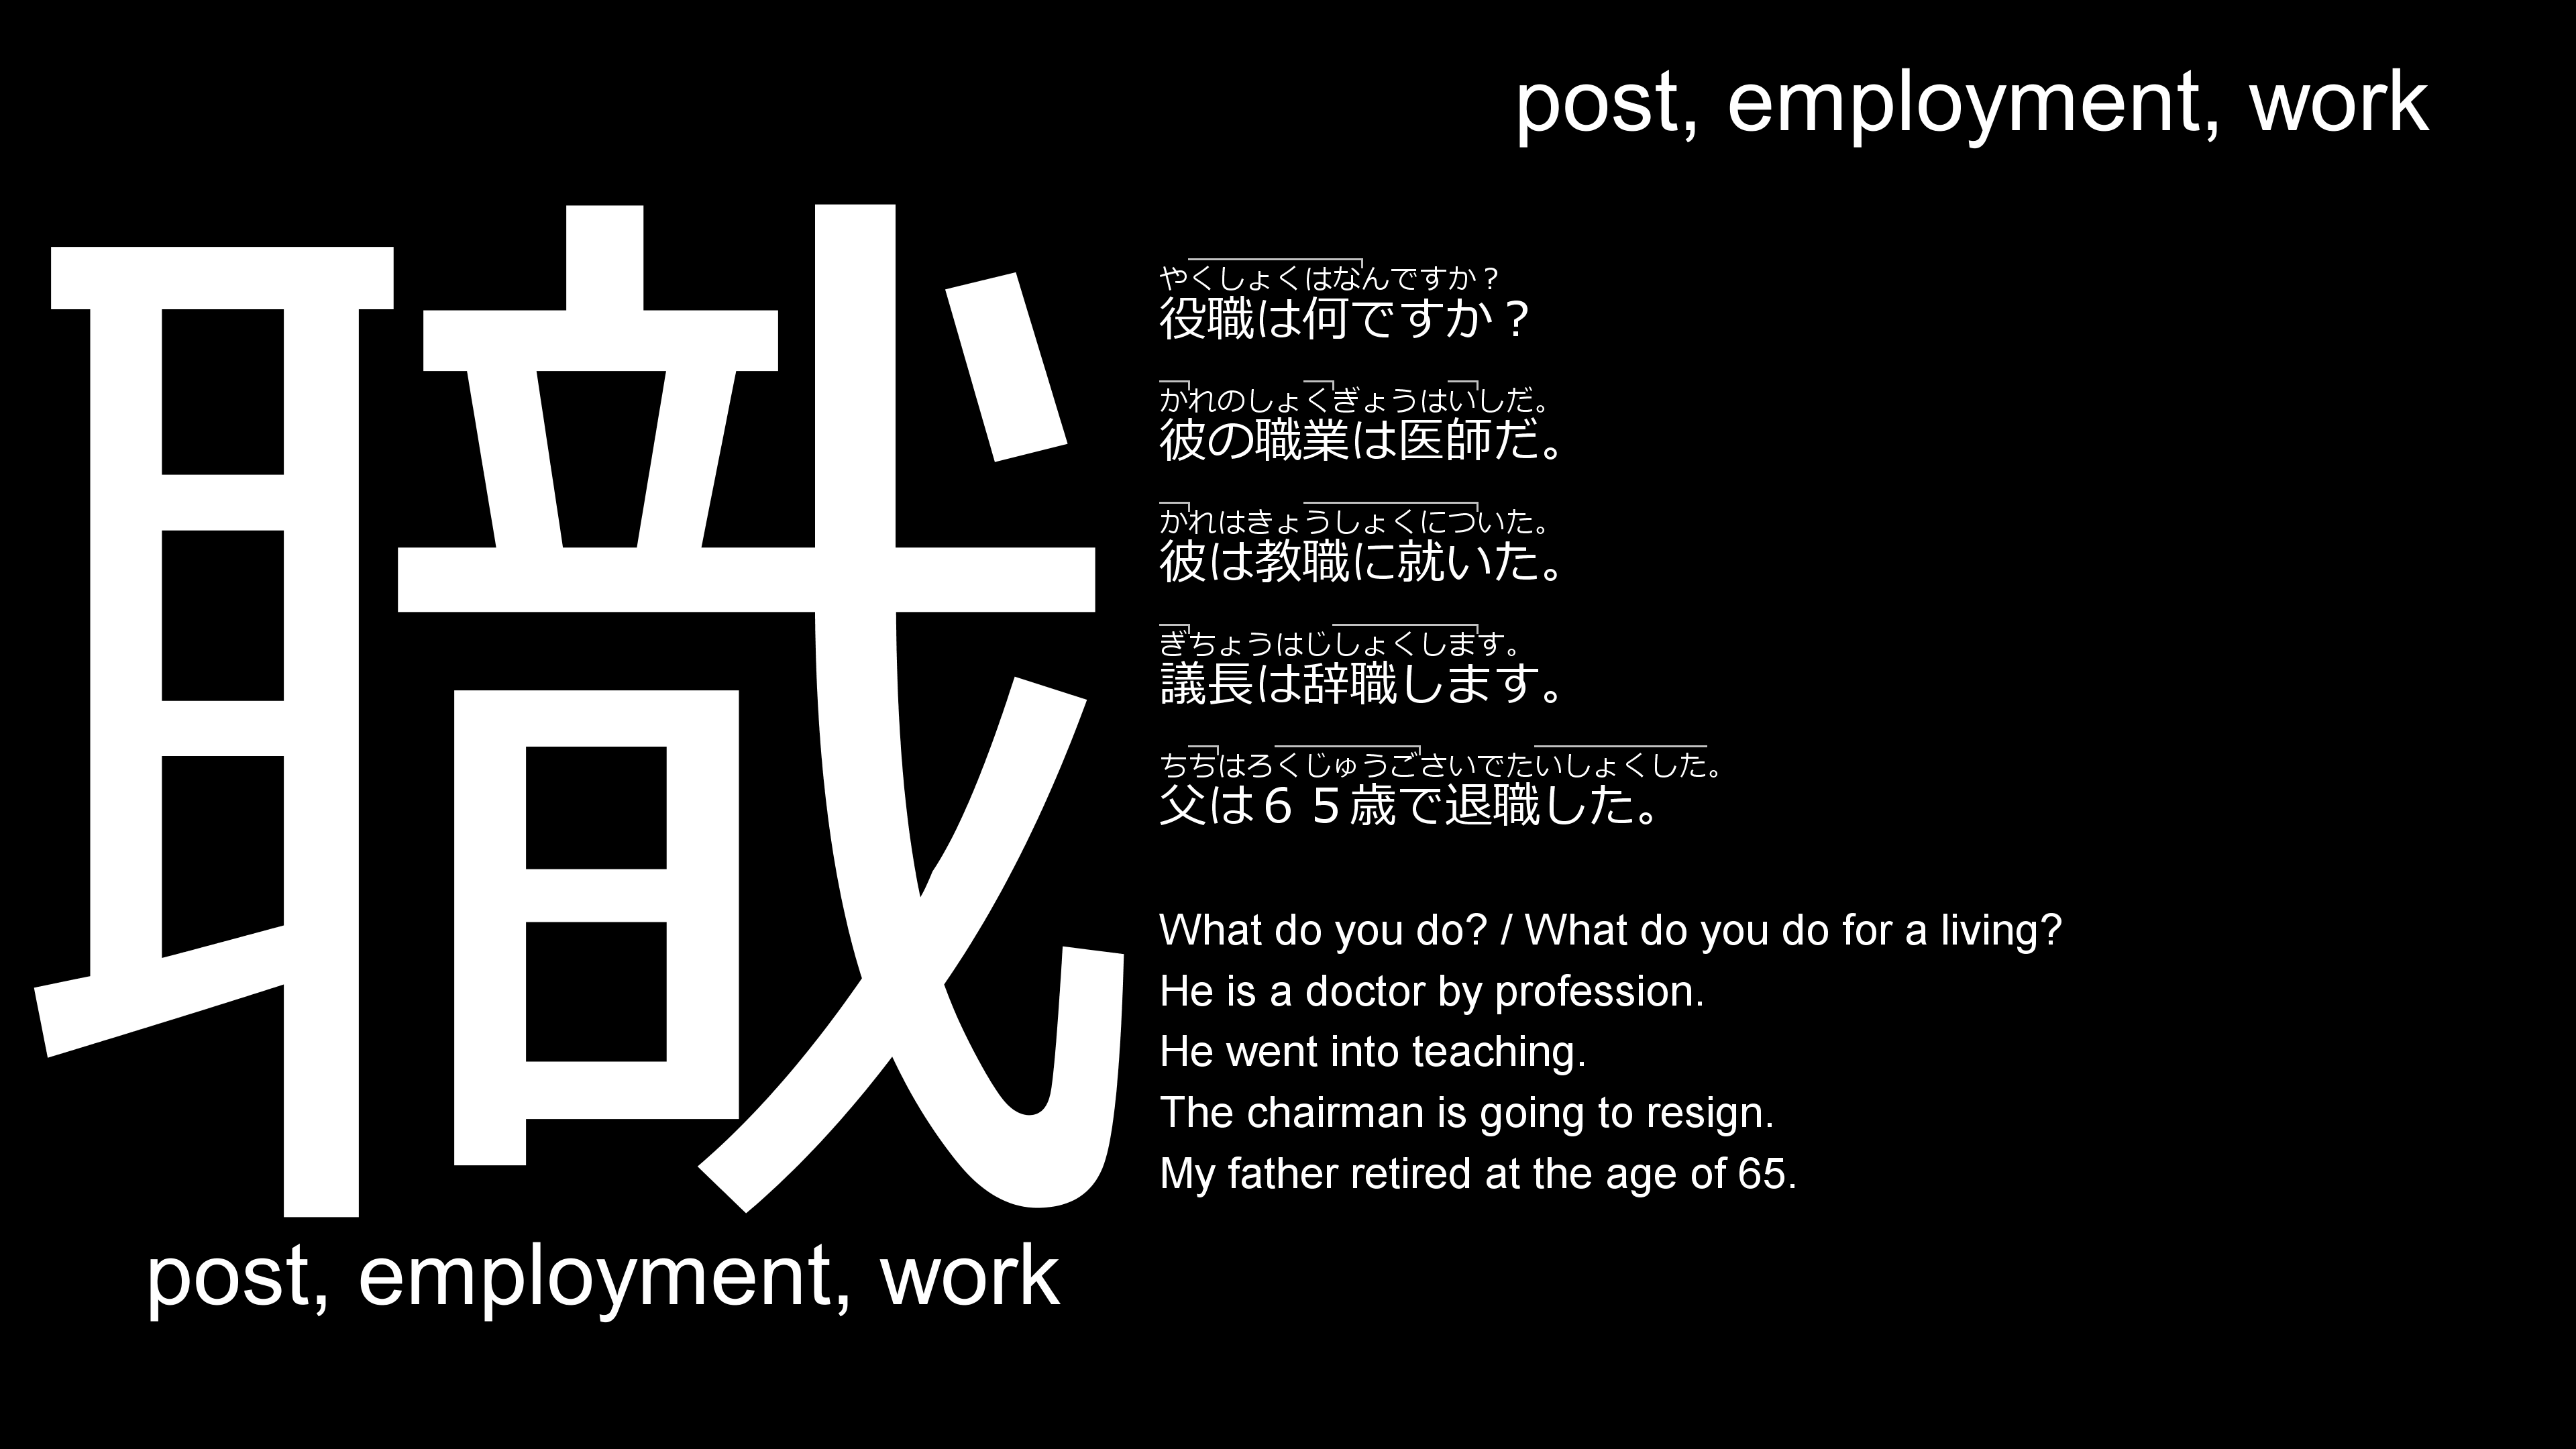 post, employment, work
職
やくしょくはなんですか？
役職は何ですか？
かれのしょくぎょうはいしだ。
彼の職業は医師だ。
かれはきょうしょくについた。
彼は教職に就いた。
ぎちょうはじしょくします。
議長は辞職します。
ちちはろくじゅうごさいでたいしょくした。
父は６５歳で退職した。
What do you do? / What do you do for a living?
He is a doctor by profession.
He went into teaching.
The chairman is going to resign.
My father retired at the age of 65.
post, employment, work